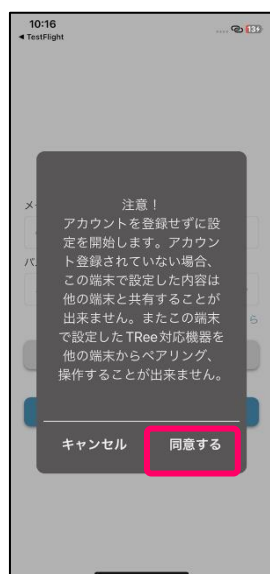 10:16
◀ TestFlight
13
メ
注意！
アカウントを登録せずに設
定を開始します。アカウン
ト登録されていない場合、
この端末で設定した内容は
他の端末と共有することが
出来ません。またこの端末
で設定したTRee対応機器を
他の端末からペアリング、
操作することが出来ません。
パ
ら
キャンセル 同意する